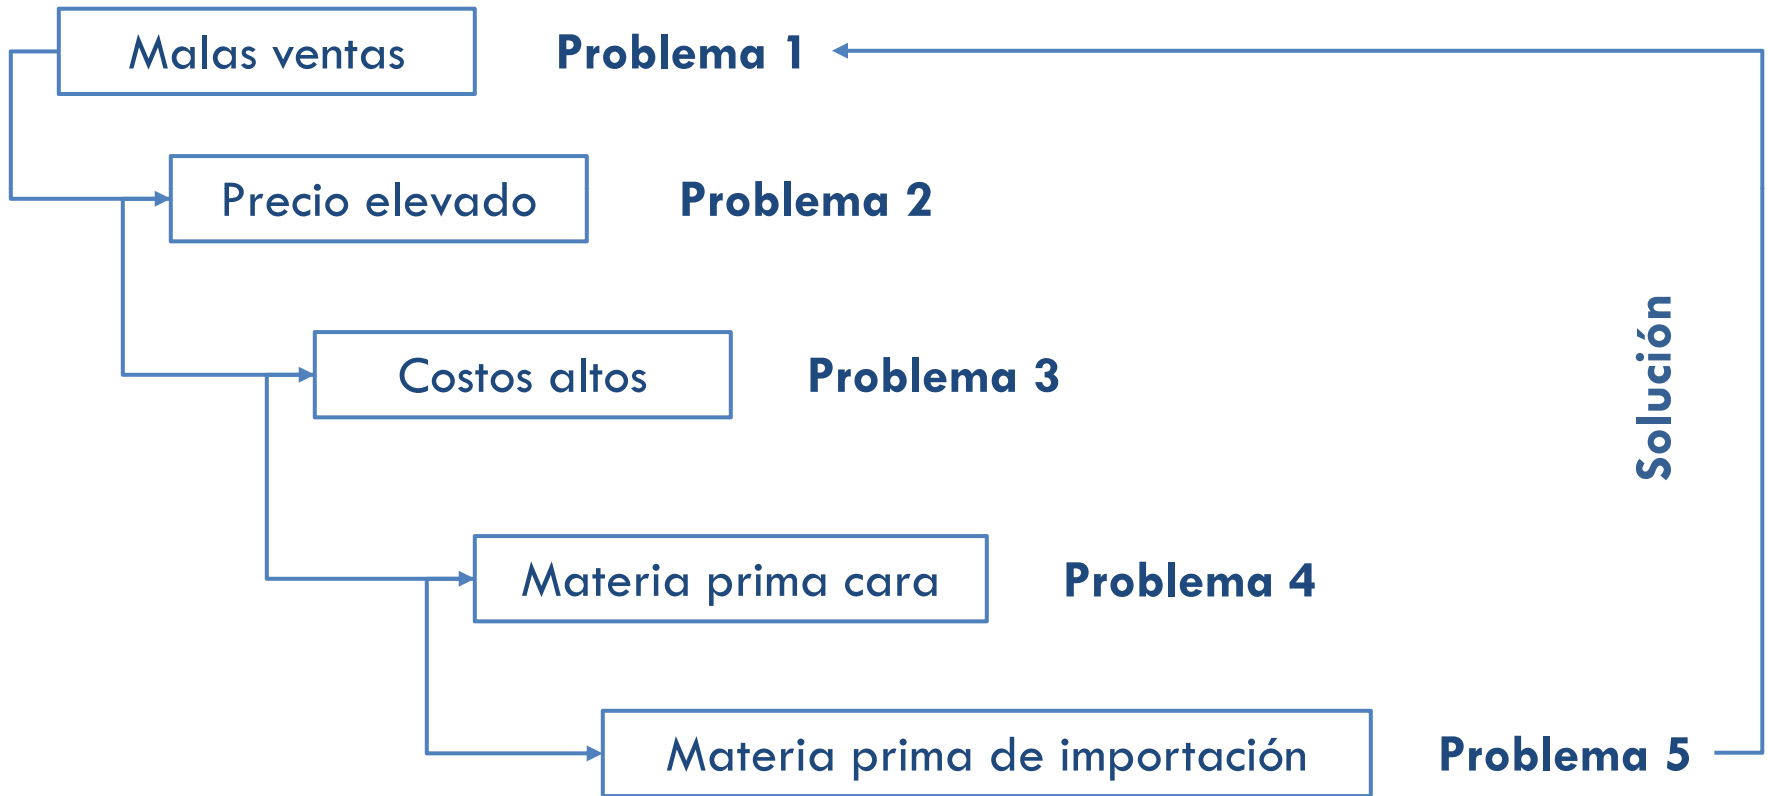 Malas ventas
Problema 1
Precio elevado
Problema 2
Costos altos
Problema 3
Solución
Materia prima cara
Problema 4
Materia prima de importación
Problema 5